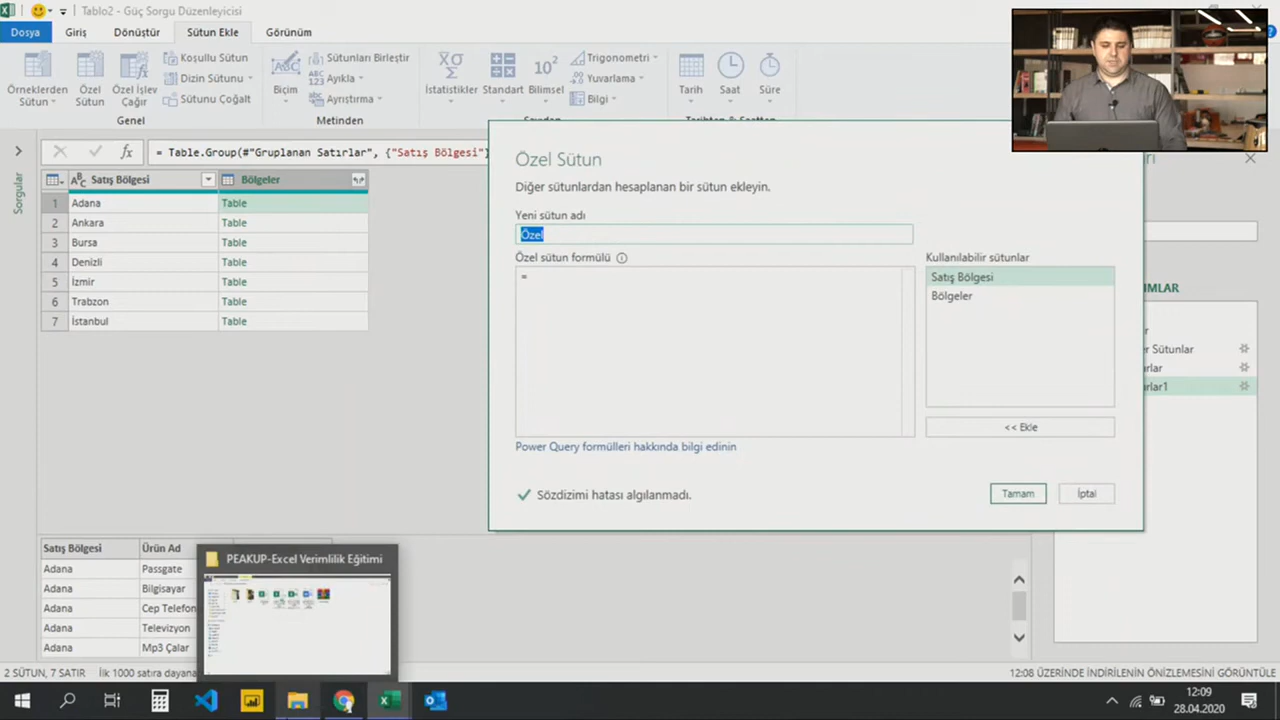 Tablo2 - Güç Sorgu Düzenleyicisi
Dosya
Giriş
Dönüştür
Sütun Ekle
Görünüm
Örneklerden Sütun
Özel Sütun
Özel İşlev Çağır
Koşullu Sütun
Dizin Sütunu
Sütunu Çoğalt
Genel
Biçim
Sütunları Birleştir
ABC 123 Ayıkla
abc Ayrıştırma
Metinden
İstatistikler
Standart
Bilimsel
Trigonometri
Yuvarlama
Bilgi
Tarih
Saat
Süre
Sorgular
= Table.Group(#"Gruplanan Satırlar", {"Satış Bölgesi"}
Satış Bölgesi
Bölgeler
1 Adana Table
2 Ankara Table
3 Bursa Table
4 Denizli Table
5 İzmir Table
6 Trabzon Table
7 İstanbul Table
Özel Sütun
Diğer sütunlardan hesaplanan bir sütun ekleyin.
Yeni sütun adı
Özel
Özel sütun formülü
=
Kullanılabilir sütunlar
Satış Bölgesi
Bölgeler
<< Ekle
Power Query formülleri hakkında bilgi edinin
Sözdizimi hatası algılanmadı.
Tamam
İptal
IMLAR
r Sütunlar
ırlar
ırlar1
Satış Bölgesi Ürün Ad
Adana Passgate
Adana Bilgisayar
Adana Cep Telefon
Adana Televizyon
Adana Mp3 Çalar
PEAKUP-Excel Verimlilik Eğitimi
2 SÜTUN, 7 SATIR
İlk 1000 satıra dayana
12:08 ÜZERİNDE İNDİRİLEN ÖNİZLEMESİNİ GÖRÜNTÜLE
12:09
28.04.2020